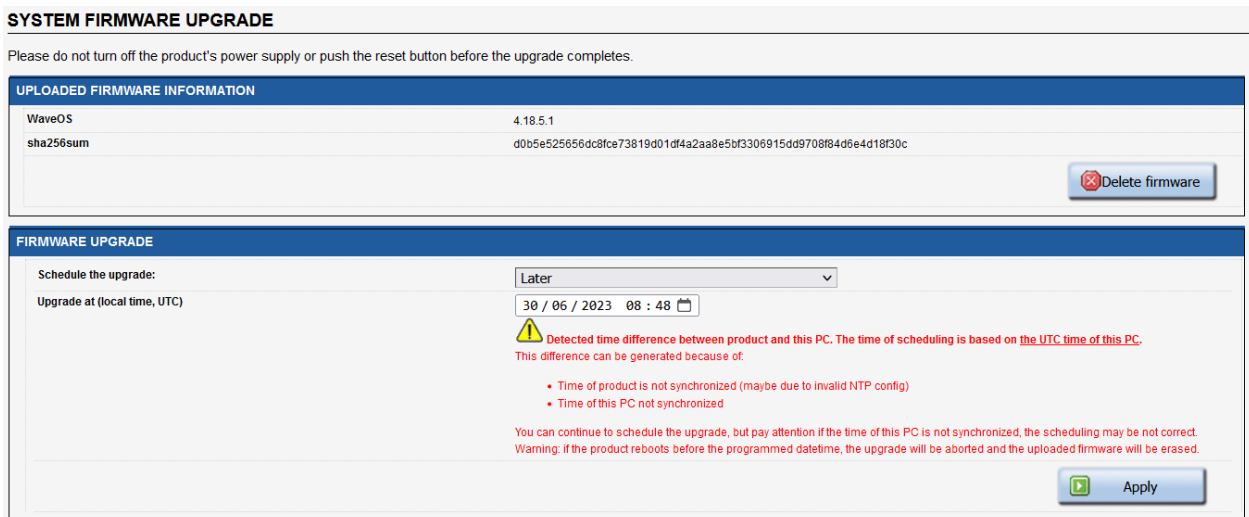 SYSTEM FIRMWARE UPGRADE
Please do not turn off the product's power supply or push the reset button before the upgrade completes.
UPLOADED FIRMWARE INFORMATION
WaveOS 4.18.5.1
sha256sum d0b5e525656dc8fce73819d01df4a2aa8e5bf3306915dd9708f84d6e4d18f30c
Delete firmware
FIRMWARE UPGRADE
Schedule the upgrade: Later
Upgrade at (local time, UTC) 30/06/2023 08:48
Detected time difference between product and this PC. The time of scheduling is based on the UTC time of this PC.
This difference can be generated because of:
• Time of product is not synchronized (maybe due to invalid NTP config)
• Time of this PC not synchronized
You can continue to schedule the upgrade, but pay attention if the time of this PC is not synchronized, the scheduling may be not correct.
Warning: if the product reboots before the programmed datetime, the upgrade will be aborted and the uploaded firmware will be erased.
Apply